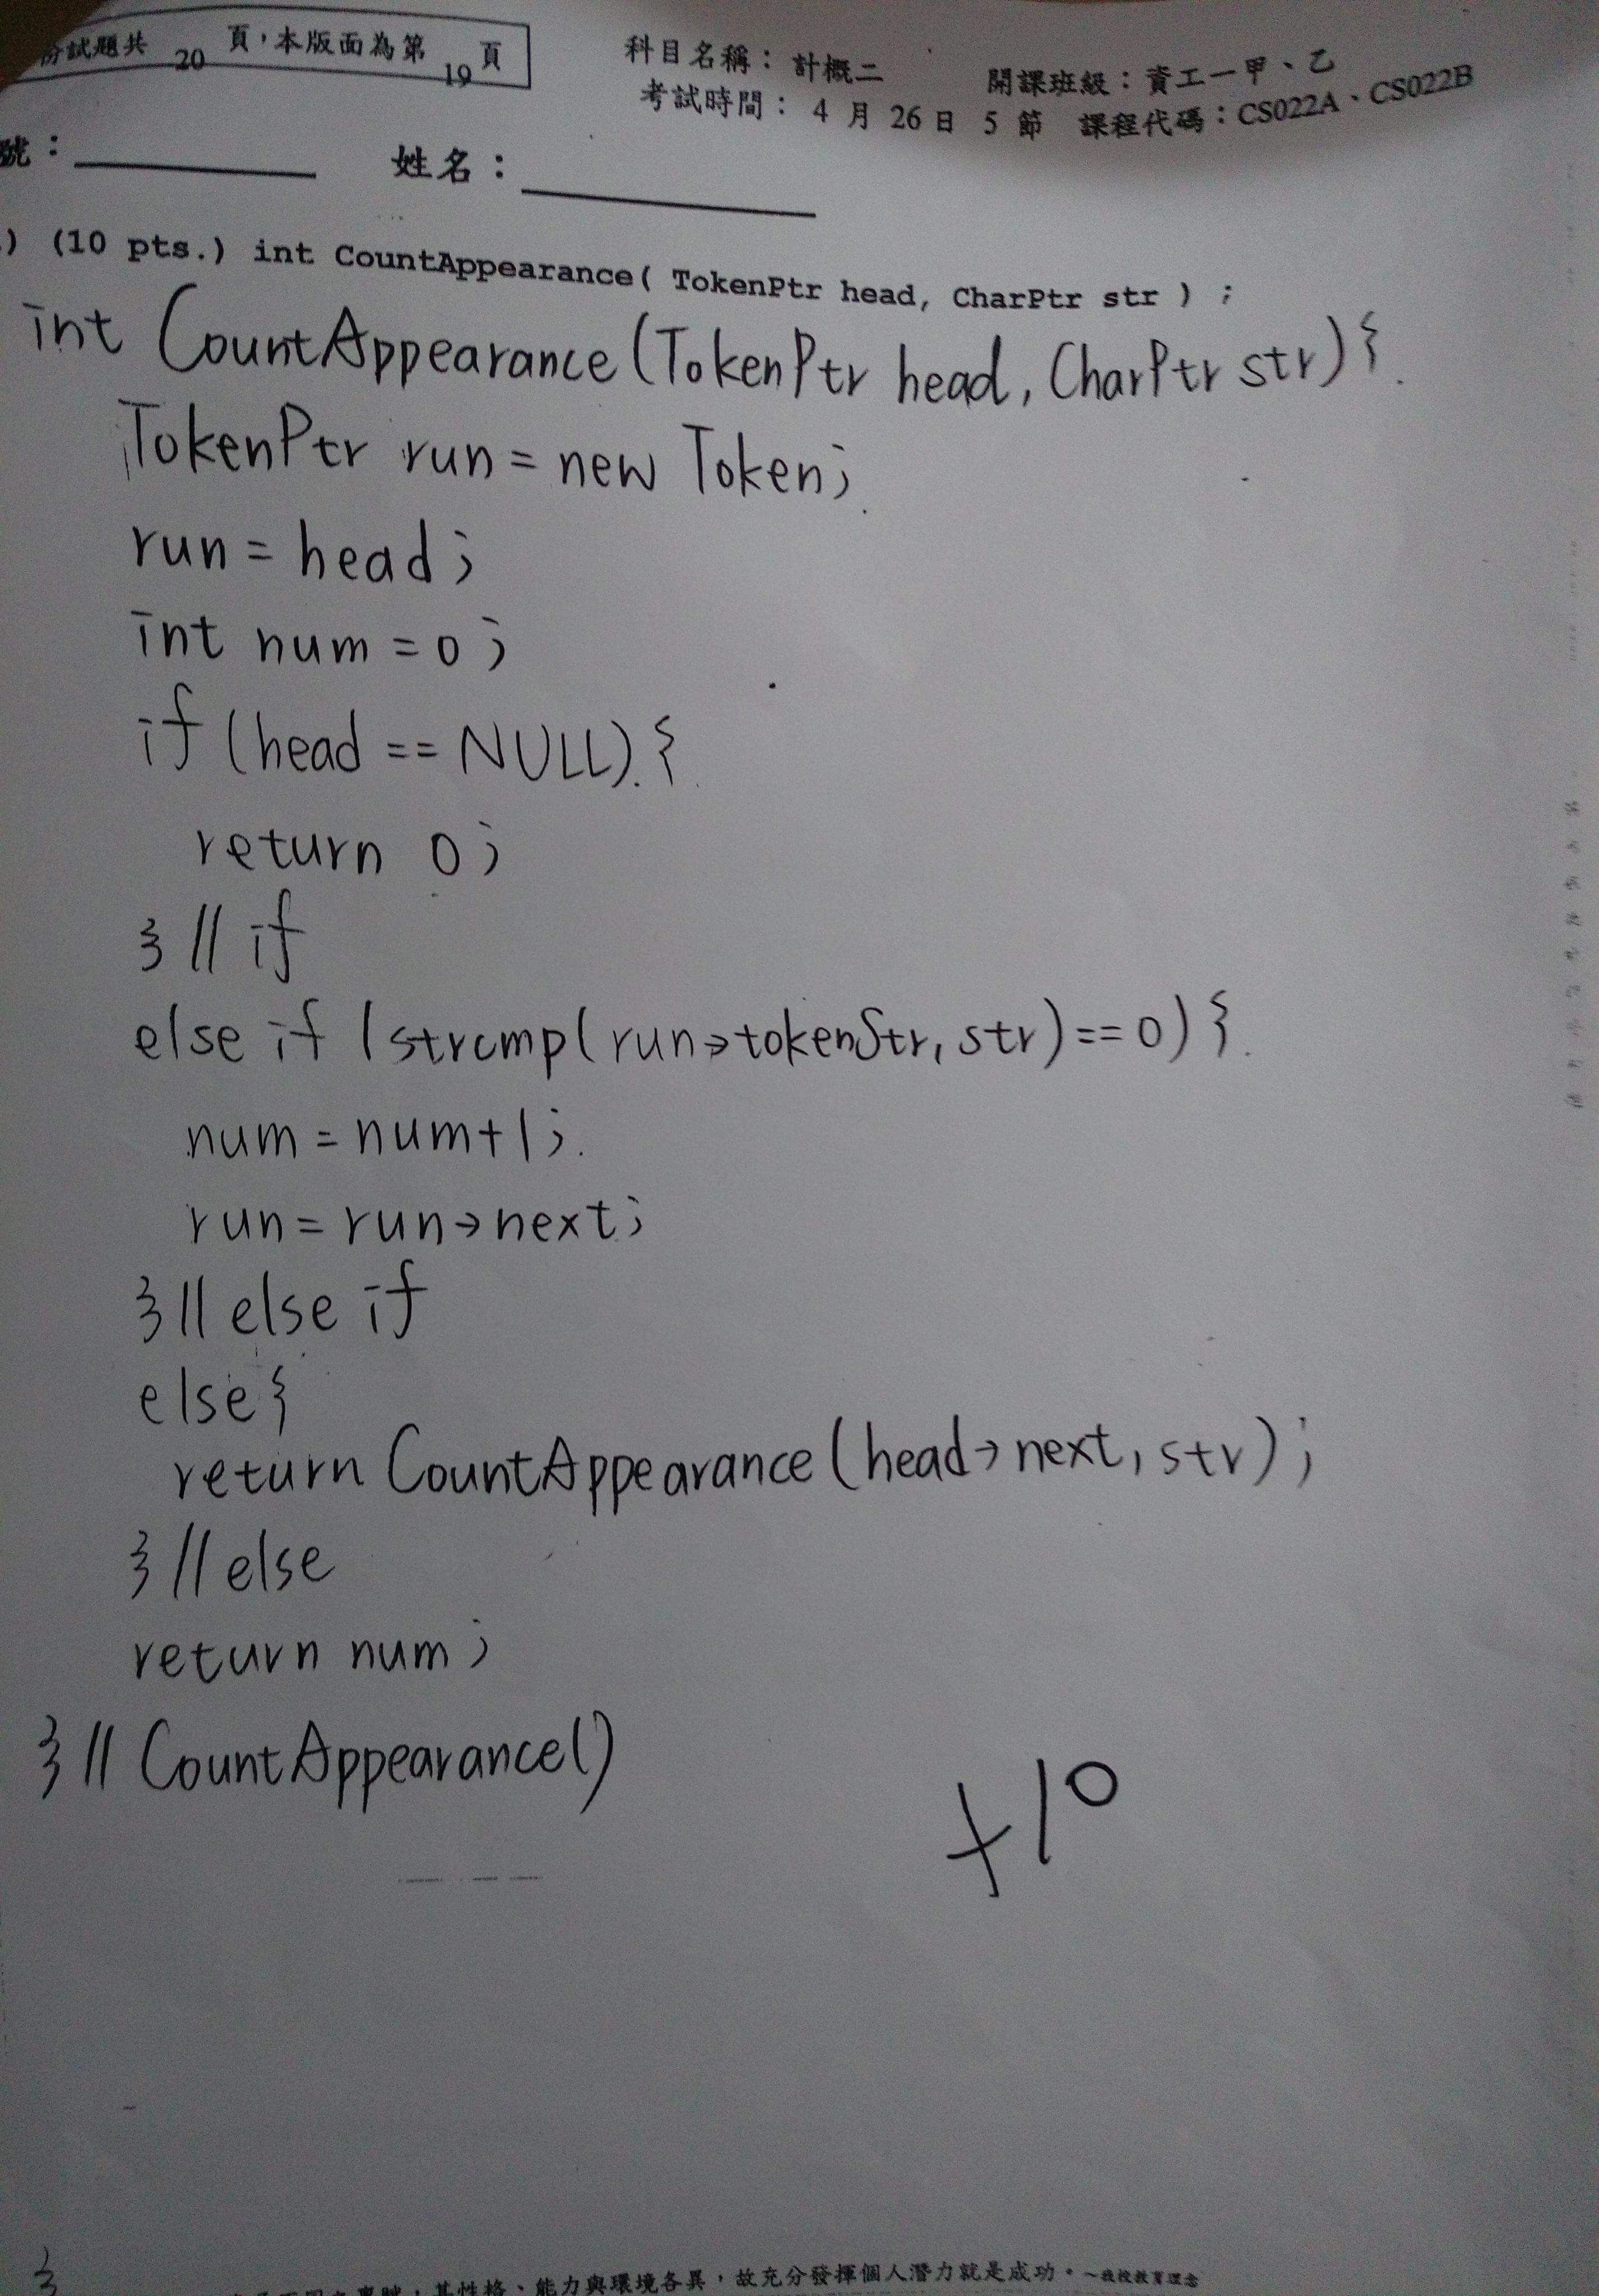 份試題共 20 頁，本版面為第 19 頁
科目名稱：計概二 開課班級：資工一甲、乙
考試時間：4 月 26 日 5 節 課程代碼：CS022A、CS022B
號： 姓名：
.) (10 pts.) int CountAppearance( TokenPtr head, CharPtr str ) ;
int CountAppearance(TokenPtr head, CharPtr str){
TokenPtr run = new Token;
run = head;
int num = 0;
if (head == NULL) {
return 0;
} // if
else if (strcmp(run->tokenStr, str) == 0) {
num = num+1;
run = run->next;
} // else if
else {
return CountAppearance(head->next, str);
} // else
return num;
} // CountAppearance()
+10
}
其性格、能力與環境各異，故充分發揮個人潛力就是成功。~我校教育理念